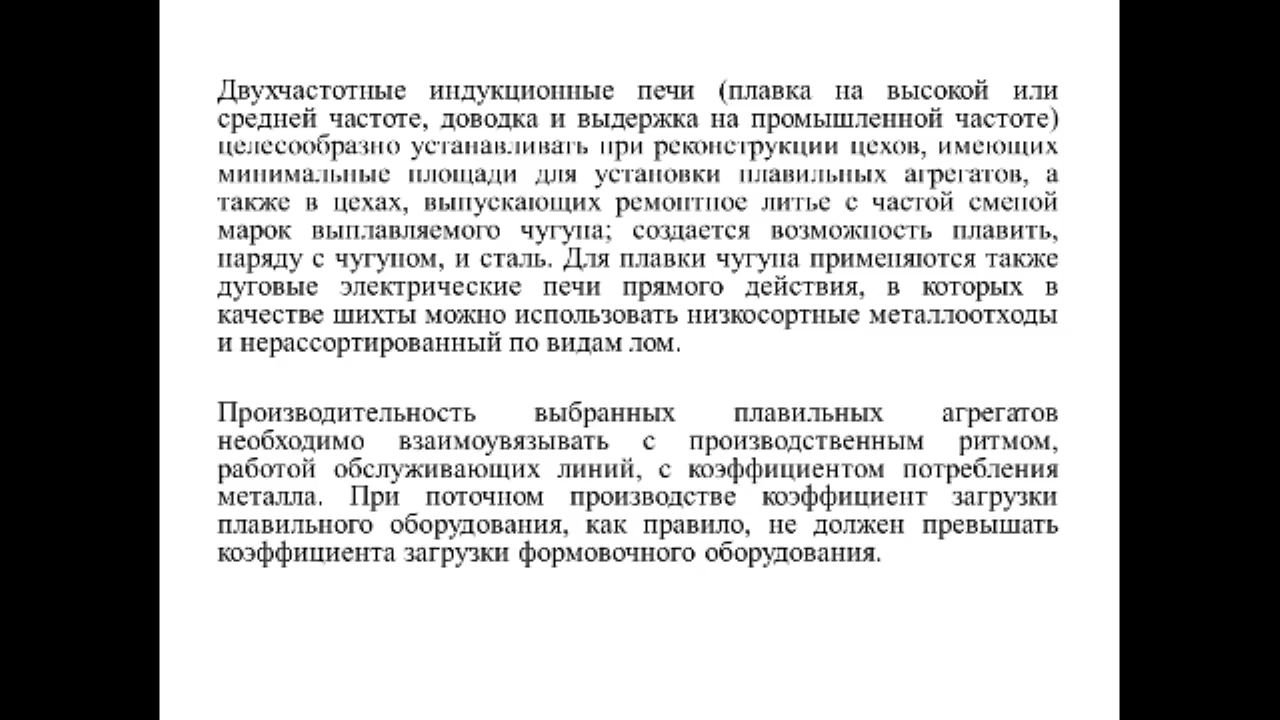 Двухчастотные индукционные печи (плавка на высокой или
средней частоте, доводка и выдержка на промышленной частоте)
целесообразно устанавливать при реконструкции цехов, имеющих
минимальные площади для установки плавильных агрегатов, а
также в цехах, выпускающих ремонтное литье с частой сменой
марок выплавляемого чугуна; создается возможность плавить,
наряду с чугуном, и сталь. Для плавки чугуна применяются также
дуговые электрические печи прямого действия, в которых в
качестве шихты можно использовать низкосортные металлоотходы
и нерассортированный по видам лом.
Производительность выбранных плавильных агрегатов
необходимо взаимоувязывать с производственным ритмом,
работой обслуживающих линий, с коэффициентом потребления
металла. При поточном производстве коэффициент загрузки
плавильного оборудования, как правило, не должен превышать
коэффициента загрузки формовочного оборудования.